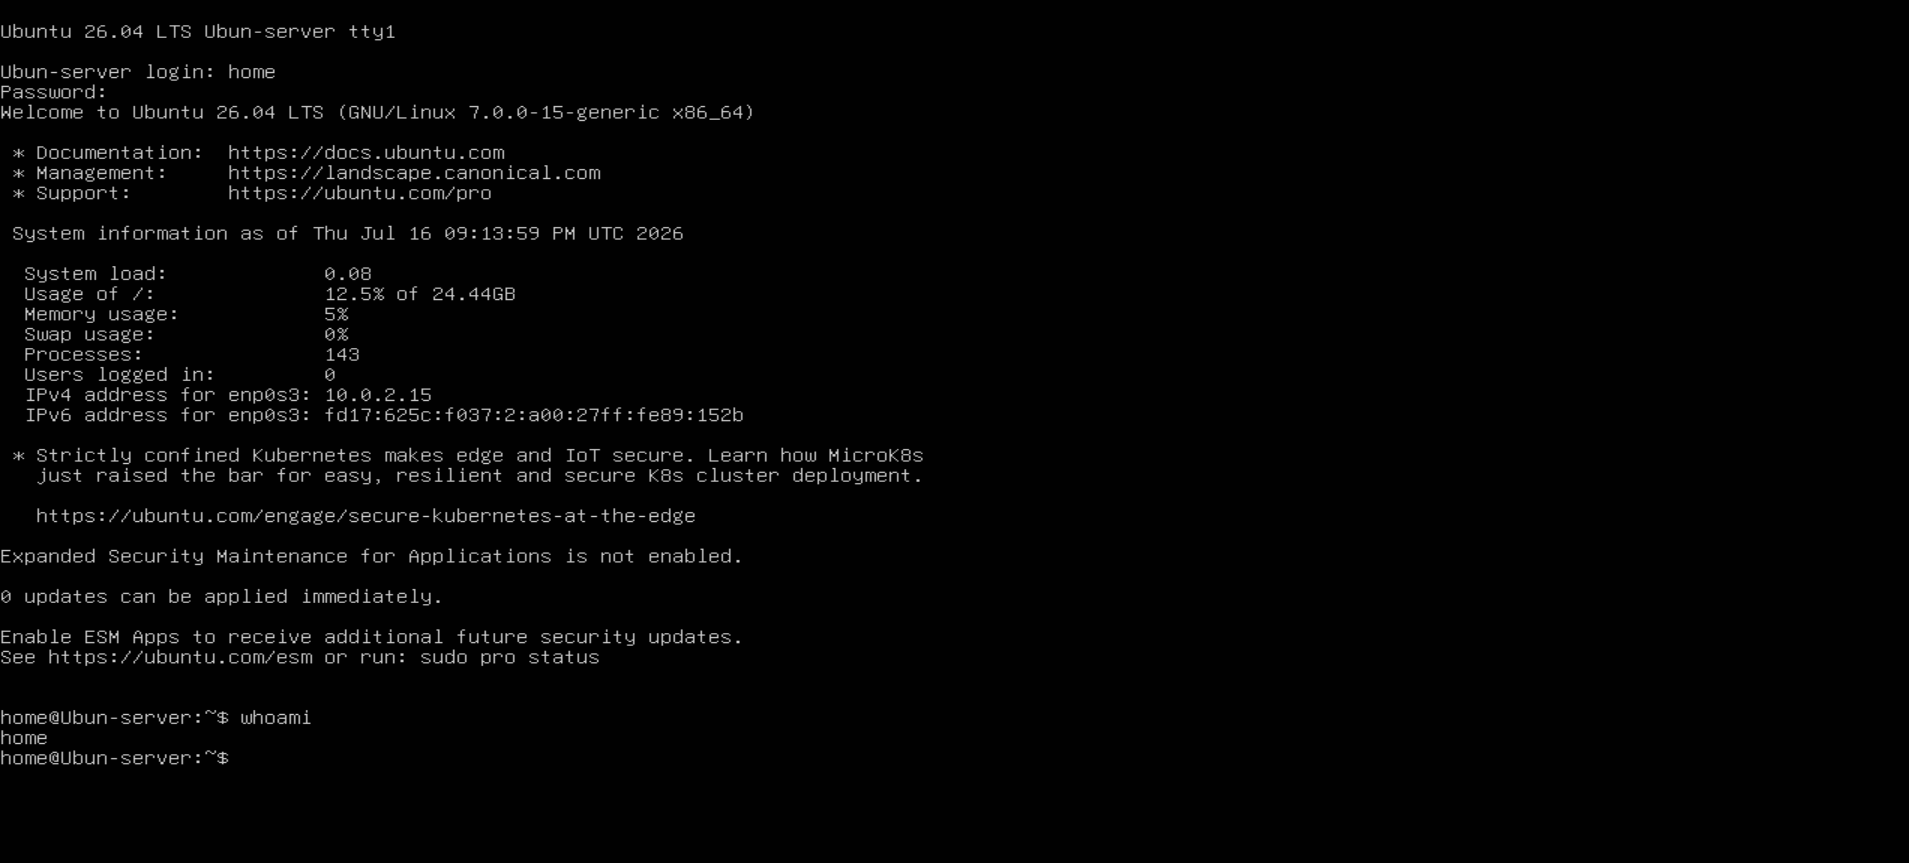 Ubuntu 26.04 LTS Ubun-server tty1
Ubun-server login: home
Password:
Welcome to Ubuntu 26.04 LTS (GNU/Linux 7.0.0-15-generic x86_64)
* Documentation:  https://docs.ubuntu.com
* Management:     https://landscape.canonical.com
* Support:        https://ubuntu.com/pro
System information as of Thu Jul 16 09:13:59 PM UTC 2026
System load:             0.08
Usage of /:              12.5% of 24.44GB
Memory usage:            5%
Swap usage:              0%
Processes:               143
Users logged in:         0
IPv4 address for enp0s3: 10.0.2.15
IPv6 address for enp0s3: fd17:625c:f037:2:a00:27ff:fe89:152b
* Strictly confined Kubernetes makes edge and IoT secure. Learn how MicroK8s
just raised the bar for easy, resilient and secure K8s cluster deployment.
https://ubuntu.com/engage/secure-kubernetes-at-the-edge
Expanded Security Maintenance for Applications is not enabled.
0 updates can be applied immediately.
Enable ESM Apps to receive additional future security updates.
See https://ubuntu.com/esm or run: sudo pro status
home@Ubun-server:~$ whoami
home
home@Ubun-server:~$